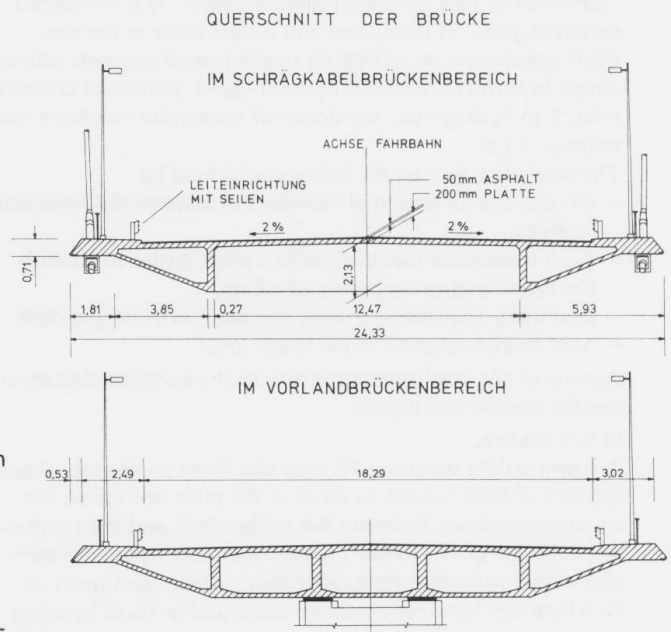 QUERSCHNITT DER BRÜCKE
IM SCHRÄGKABELBRÜCKENBEREICH
ACHSE FAHRBAHN
50mm ASPHALT
200mm PLATTE
LEITEINRICHTUNG
MIT SEILEN
2%
2%
0,71
2,13
1,81
3,85
0,27
12,47
5,93
24,33
IM VORLANDBRÜCKENBEREICH
0,53
2,49
18,29
3,02